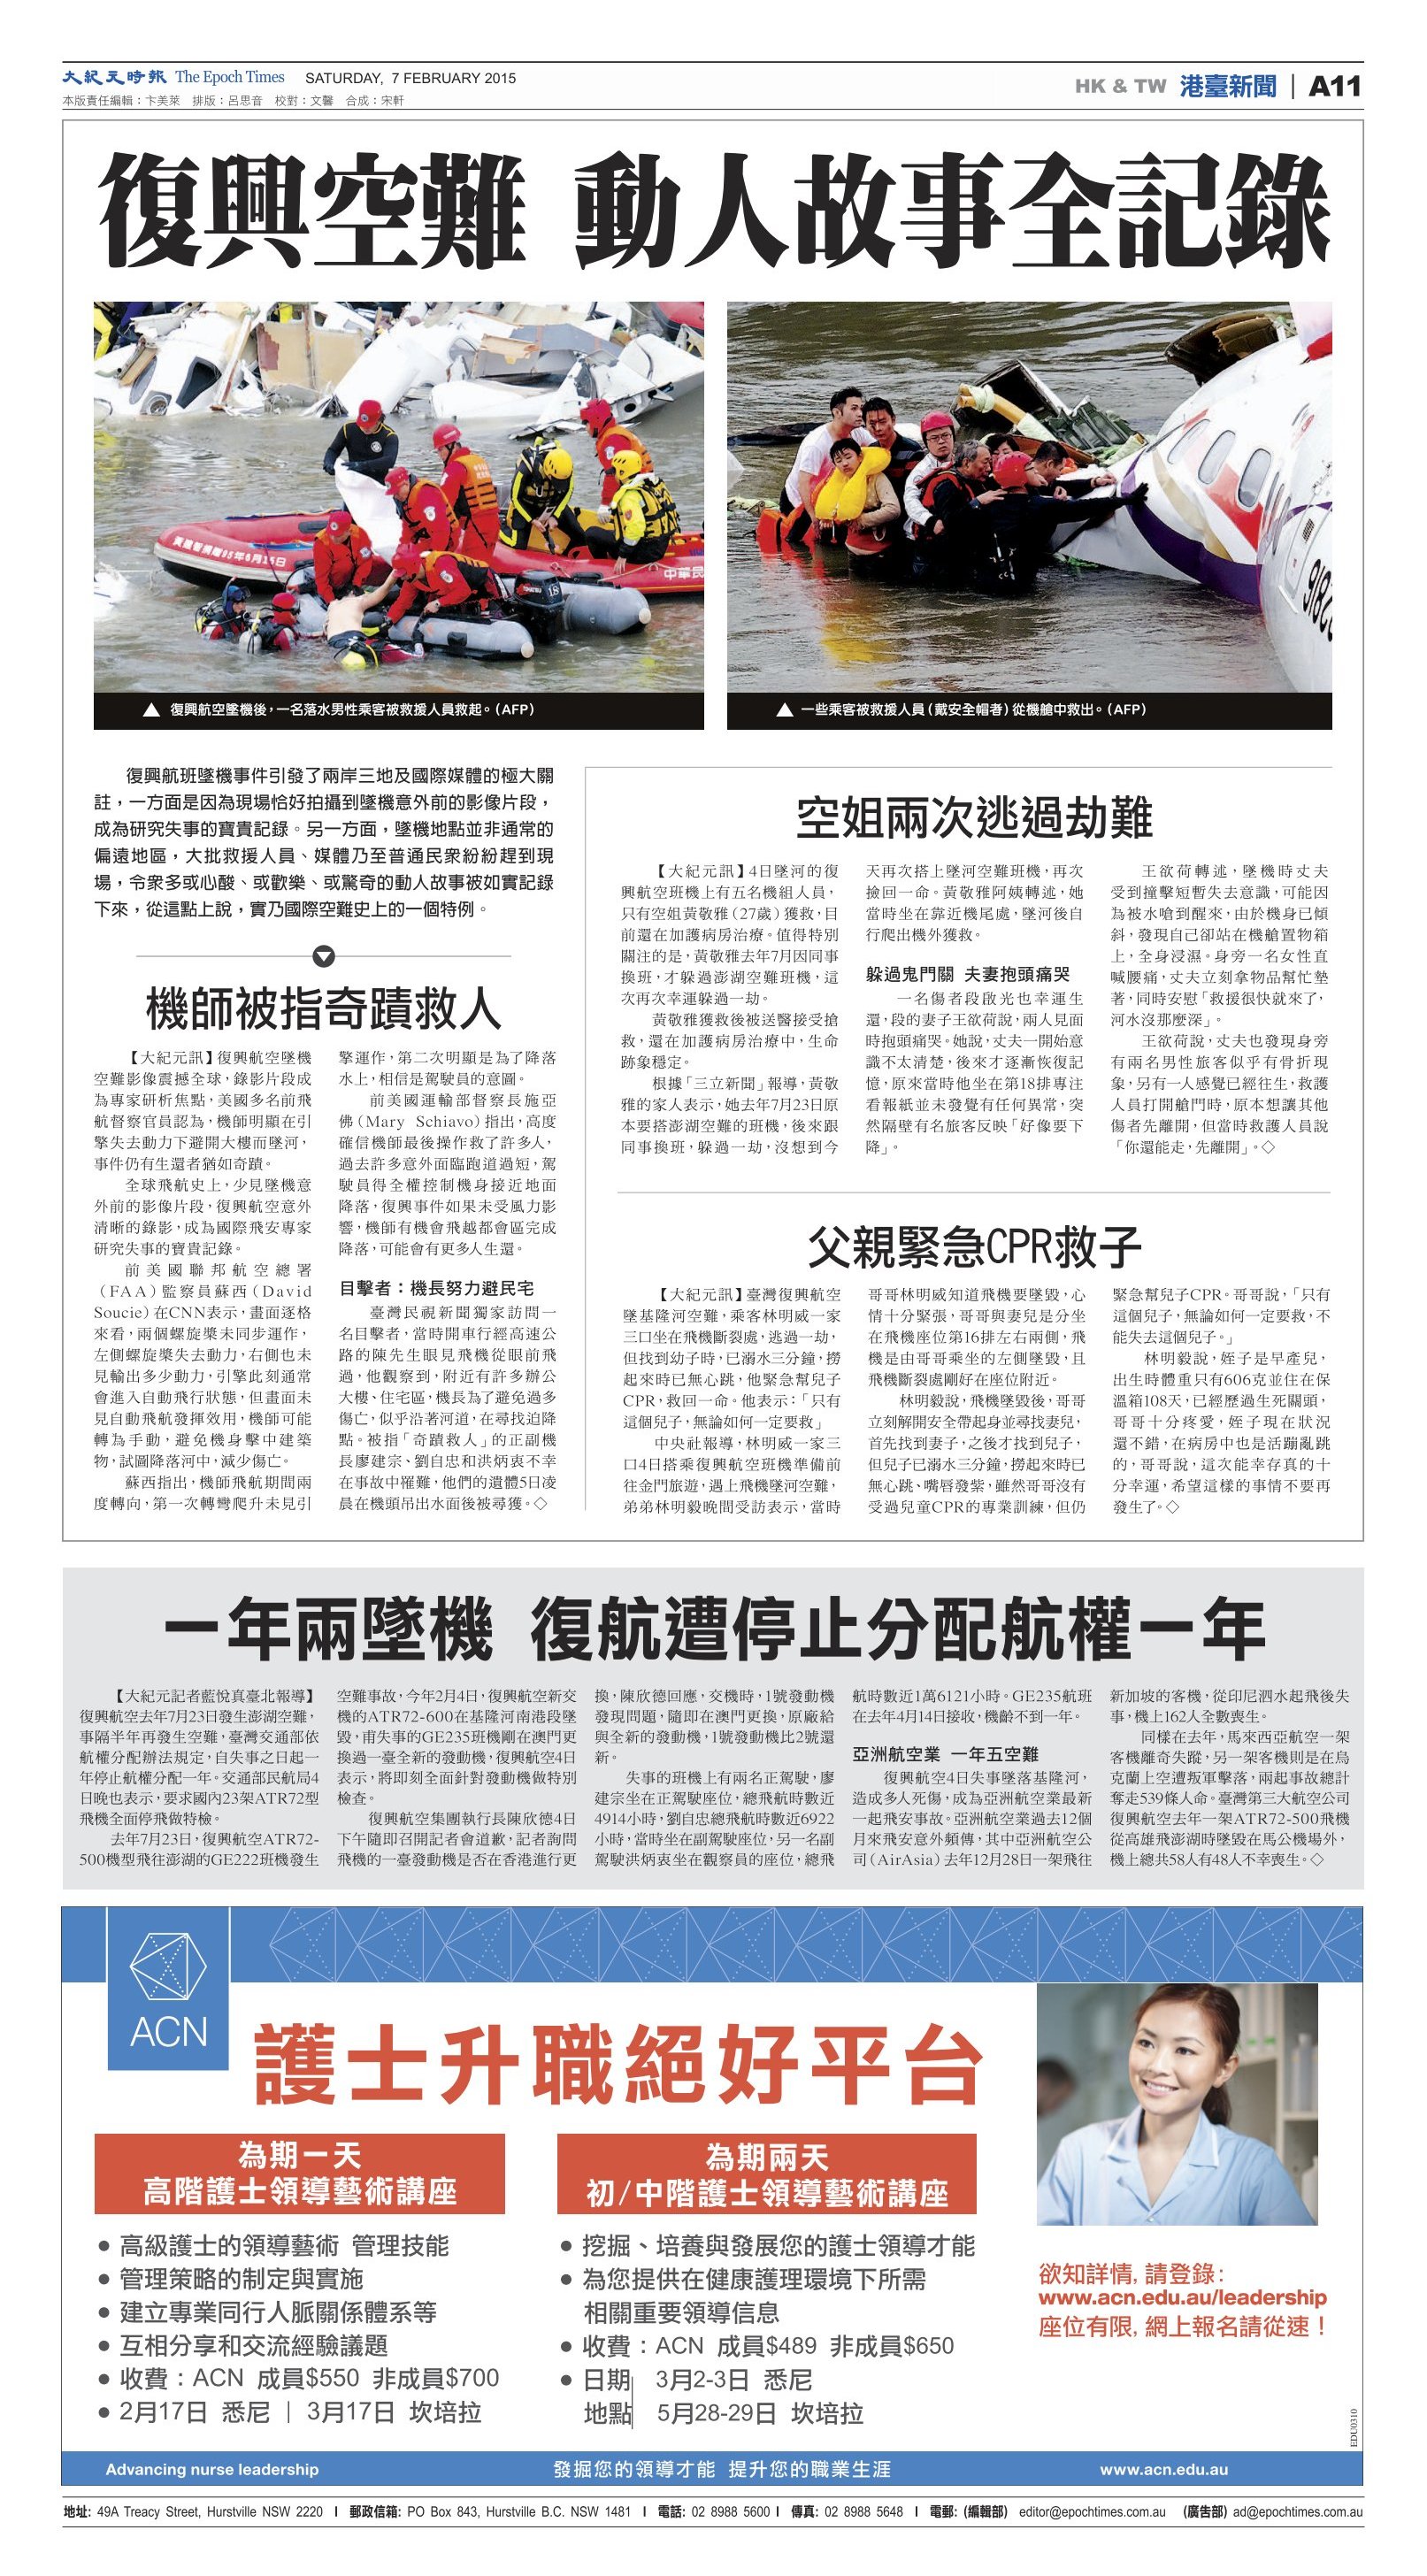 大紀元時報 The Epoch Times SATURDAY, 7 FEBRUARY 2015
本版責任編輯：卞美萊 排版：呂思音 校對：文馨 合成：宋軒
HK & TW 港臺新聞 | A11
復興空難 動人故事全記錄
美國衝剌牌95年6月15日
中華民
2816
▲ 復興航空墜機後，一名落水男性乘客被救援人員救起。（AFP）
▲ 一些乘客被救援人員（戴安全帽者）從機艙中救出。（AFP）
復興航班墜機事件引發了兩岸三地及國際媒體的極大關
註，一方面是因為現場恰好拍攝到墜機意外前的影像片段，
成為研究失事的寶貴記錄。另一方面，墜機地點並非通常的
偏遠地區，大批救援人員、媒體乃至普通民衆紛紛趕到現
場，令衆多或心酸、或歡樂、或驚奇的動人故事被如實記錄
下來，從這點上說，實乃國際空難史上的一個特例。
機師被指奇蹟救人
【大紀元訊】復興航空墜機
空難影像震撼全球，錄影片段成
為專家研析焦點，美國多名前飛
航督察官員認為，機師明顯在引
擎失去動力下避開大樓而墜河，
事件仍有生還者猶如奇蹟。
全球飛航史上，少見墜機意
外前的影像片段，復興航空意外
清晰的錄影，成為國際飛安專家
研究失事的寶貴記錄。
前美國聯邦航空總署
（FAA）監察員蘇西（David
Soucie）在CNN表示，畫面逐格
來看，兩個螺旋槳未同步運作，
左側螺旋槳失去動力，右側也未
見輸出多少動力，引擎此刻通常
會進入自動飛行狀態，但畫面未
見自動飛航發揮效用，機師可能
轉為手動，避免機身擊中建築
物，試圖降落河中，減少傷亡。
蘇西指出，機師飛航期間兩
度轉向，第一次轉彎爬升未見引
擎運作，第二次明顯是為了降落
水上，相信是駕駛員的意圖。
前美國運輸部督察長施亞
佛（Mary Schiavo）指出，高度
確信機師最後操作救了許多人，
過去許多意外面臨跑道過短，駕
駛員得全權控制機身接近地面
降落，復興事件如果未受風力影
響，機師有機會飛越都會區完成
降落，可能會有更多人生還。
目擊者：機長努力避民宅
臺灣民視新聞獨家訪問一
名目擊者，當時開車行經高速公
路的陳先生眼見飛機從眼前飛
過，他觀察到，附近有許多辦公
大樓、住宅區，機長為了避免過多
傷亡，似乎沿著河道，在尋找迫降
點。被指「奇蹟救人」的正副機
長廖建宗、劉自忠和洪炳衷不幸
在事故中罹難，他們的遺體5日凌
晨在機頭吊出水面後被尋獲。◇
空姐兩次逃過劫難
【大紀元訊】4日墜河的復
興航空班機上有五名機組人員，
只有空姐黃敬雅（27歲）獲救，目
前還在加護病房治療。值得特別
關注的是，黃敬雅去年7月因同事
換班，才躲過澎湖空難班機，這
次再次幸運躲過一劫。
黃敬雅獲救後被送醫接受搶
救，還在加護病房治療中，生命
跡象穩定。
根據「三立新聞」報導，黃敬
雅的家人表示，她去年7月23日原
本要搭澎湖空難的班機，後來跟
同事換班，躲過一劫，沒想到今
天再次搭上墜河空難班機，再次
撿回一命。黃敬雅阿姨轉述，她
當時坐在靠近機尾處，墜河後自
行爬出機外獲救。
躲過鬼門關 夫妻抱頭痛哭
一名傷者段啟光也幸運生
還，段的妻子王欲荷說，兩人見面
時抱頭痛哭。她說，丈夫一開始意
識不太清楚，後來才逐漸恢復記
憶，原來當時他坐在第18排專注
看報紙並未發覺有任何異常，突
然隔壁有名旅客反映「好像要下
降」。
王欲荷轉述，墜機時丈夫
受到撞擊短暫失去意識，可能因
為被水嗆到醒來，由於機身已傾
斜，發現自己卻站在機艙置物箱
上，全身浸濕。身旁一名女性直
喊腰痛，丈夫立刻拿物品幫忙墊
著，同時安慰「救援很快就來了，
河水沒那麼深」。
王欲荷說，丈夫也發現身旁
有兩名男性旅客似乎有骨折現
象，另有一人感覺已經往生，救護
人員打開艙門時，原本想讓其他
傷者先離開，但當時救護人員說
「你還能走，先離開」。◇
父親緊急CPR救子
【大紀元訊】臺灣復興航空
墜基隆河空難，乘客林明威一家
三口坐在飛機斷裂處，逃過一劫，
但找到幼子時，已溺水三分鐘，撈
起來時已無心跳，他緊急幫兒子
CPR，救回一命。他表示：「只有
這個兒子，無論如何一定要救」
中央社報導，林明威一家三
口4日搭乘復興航空班機準備前
往金門旅遊，遇上飛機墜河空難，
弟弟林明毅晚間受訪表示，當時
哥哥林明威知道飛機要墜毀，心
情十分緊張，哥哥與妻兒是分坐
在飛機座位第16排左右兩側，飛
機是由哥哥乘坐的左側墜毀，且
飛機斷裂處剛好在座位附近。
林明毅說，飛機墜毀後，哥哥
立刻解開安全帶起身並尋找妻兒，
首先找到妻子，之後才找到兒子，
但兒子已溺水三分鐘，撈起來時已
無心跳、嘴唇發紫，雖然哥哥沒有
受過兒童CPR的專業訓練，但仍
緊急幫兒子CPR。哥哥說，「只有
這個兒子，無論如何一定要救，不
能失去這個兒子。」
林明毅說，姪子是早產兒，
出生時體重只有606克並住在保
溫箱108天，已經歷過生死關頭，
哥哥十分疼愛，姪子現在狀況
還不錯，在病房中也是活蹦亂跳
的，哥哥說，這次能幸存真的十
分幸運，希望這樣的事情不要再
發生了。◇
一年兩墜機 復航遭停止分配航權一年
【大紀元記者藍悅真臺北報導】
復興航空去年7月23日發生澎湖空難，
事隔半年再發生空難，臺灣交通部依
航權分配辦法規定，自失事之日起一
年停止航權分配一年。交通部民航局4
日晚也表示，要求國內23架ATR72型
飛機全面停飛做特檢。
去年7月23日，復興航空ATR72-
500機型飛往澎湖的GE222班機發生
空難事故，今年2月4日，復興航空新交
機的ATR72-600在基隆河南港段墜
毀，甫失事的GE235班機剛在澳門更
換過一臺全新的發動機，復興航空4日
表示，將即刻全面針對發動機做特別
檢查。
復興航空集團執行長陳欣德4日
下午隨即召開記者會道歉，記者詢問
飛機的一臺發動機是否在香港進行更
換，陳欣德回應，交機時，1號發動機
發現問題，隨即在澳門更換，原廠給
與全新的發動機，1號發動機比2號還
新。
失事的班機上有兩名正駕駛，廖
建宗坐在正駕駛座位，總飛航時數近
4914小時，劉自忠總飛航時數近6922
小時，當時坐在副駕駛座位，另一名副
駕駛洪炳衷坐在觀察員的座位，總飛
航時數近1萬6121小時。GE235航班
在去年4月14日接收，機齡不到一年。
亞洲航空業 一年五空難
復興航空4日失事墜落基隆河，
造成多人死傷，成為亞洲航空業最新
一起飛安事故。亞洲航空業過去12個
月來飛安意外頻傳，其中亞洲航空公
司（AirAsia）去年12月28日一架飛往
新加坡的客機，從印尼泗水起飛後失
事，機上162人全數喪生。
同樣在去年，馬來西亞航空一架
客機離奇失蹤，另一架客機則是在烏
克蘭上空遭叛軍擊落，兩起事故總計
奪走539條人命。臺灣第三大航空公司
復興航空去年一架ATR72-500飛機
從高雄飛澎湖時墜毀在馬公機場外，
機上總共58人有48人不幸喪生。◇
ACN
護士升職絕好平台
為期一天
高階護士領導藝術講座
● 高級護士的領導藝術 管理技能
● 管理策略的制定與實施
● 建立專業同行人脈關係體系等
● 互相分享和交流經驗議題
● 收費：ACN 成員$550 非成員$700
● 2月17日 悉尼 | 3月17日 坎培拉
為期兩天
初/中階護士領導藝術講座
● 挖掘、培養與發展您的護士領導才能
● 為您提供在健康護理環境下所需
相關重要領導信息
● 收費：ACN 成員$489 非成員$650
● 日期 3月2-3日 悉尼
地點 5月28-29日 坎培拉
欲知詳情，請登錄：
www.acn.edu.au/leadership
座位有限，網上報名請從速！
EDU0310
Advancing nurse leadership 發掘您的領導才能 提升您的職業生涯 www.acn.edu.au
地址: 49A Treacy Street, Hurstville NSW 2220 | 郵政信箱: PO Box 843, Hurstville B.C. NSW 1481 | 電話: 02 8988 5600 | 傳真: 02 8988 5648 | 電郵: (編輯部) editor@epochtimes.com.au (廣告部) ad@epochtimes.com.au